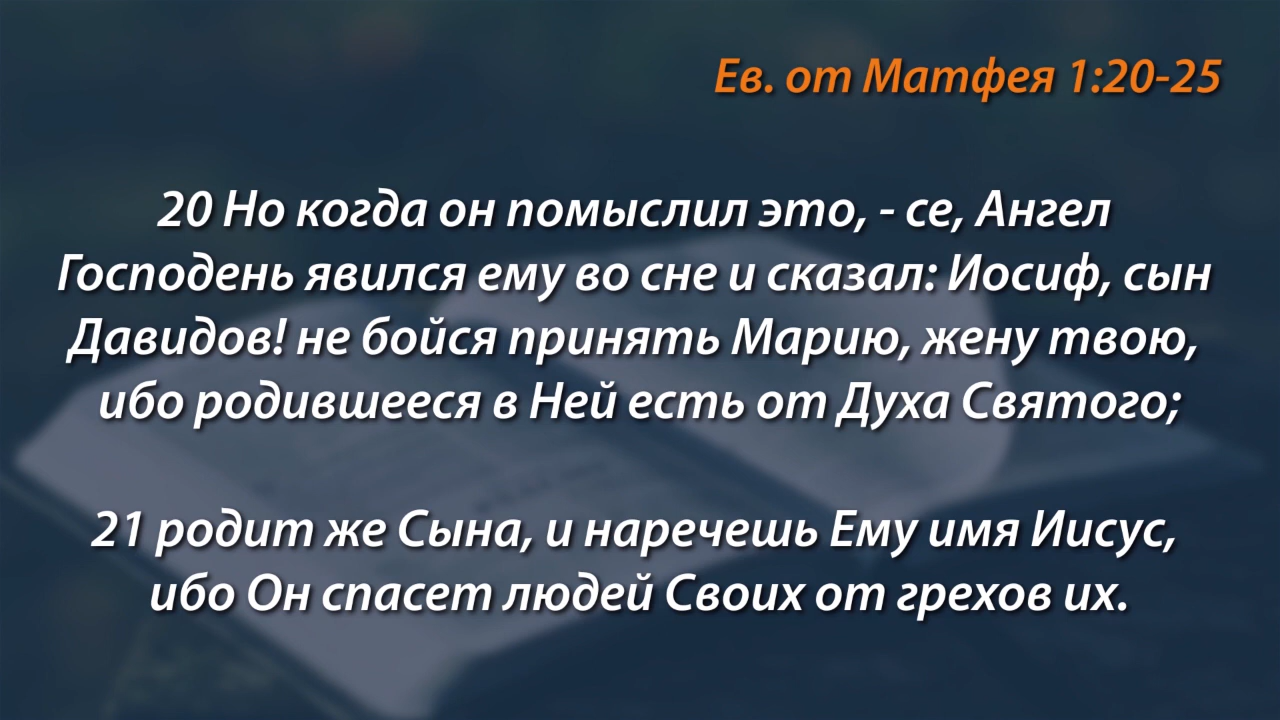 Ев. от Матфея 1:20-25
20 Но когда он помыслил это, - се, Ангел
Господень явился ему во сне и сказал: Иосиф, сын
Давидов! не бойся принять Марию, жену твою,
ибо родившееся в Ней есть от Духа Святого;
21 родит же Сына, и наречешь Ему имя Иисус,
ибо Он спасет людей Своих от грехов их.